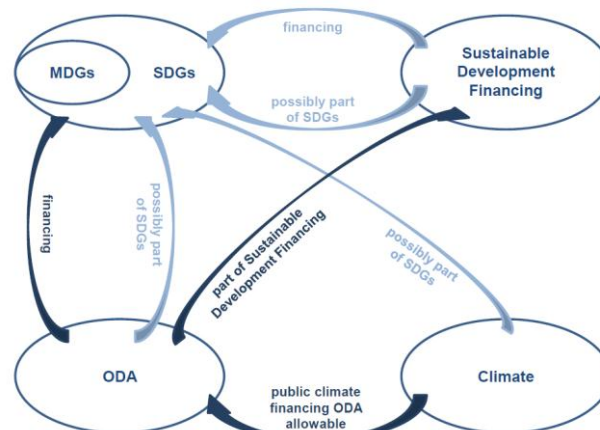 financing
MDGs
SDGs
Sustainable
Development
Financing
possibly part
of SDGs
financing
possibly part
of SDGs
part of Sustainable
Development Financing
possibly part
of SDGs
ODA
public climate
financing ODA
allowable
Climate